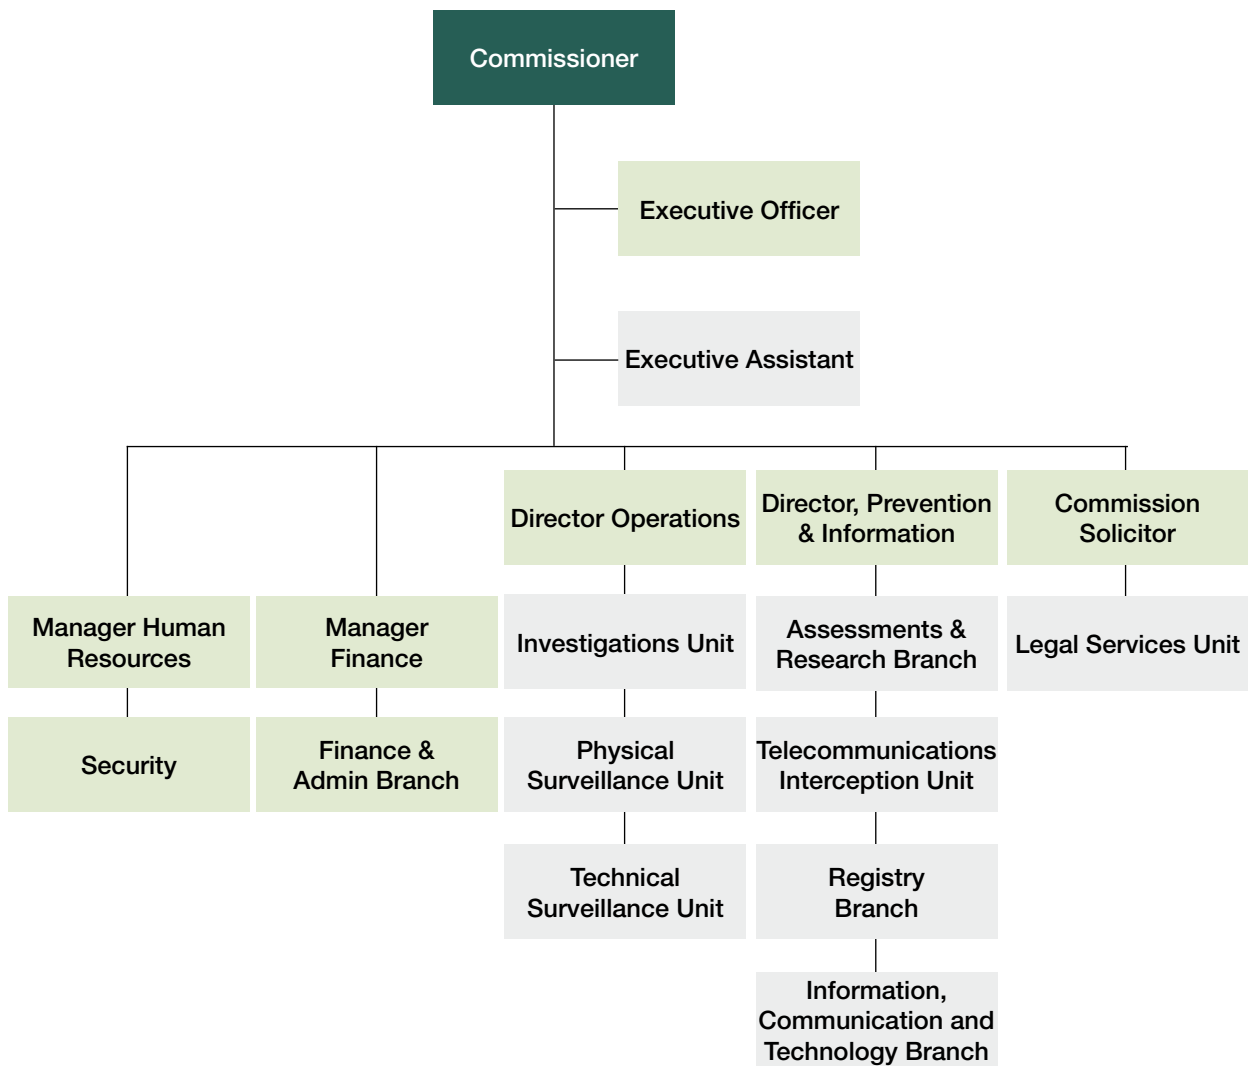 Commissioner
Executive Officer
Executive Assistant
Director Operations
Director, Prevention
& Information
Commission
Solicitor
Manager Human
Resources
Manager
Finance
Investigations Unit
Assessments &
Research Branch
Legal Services Unit
Security
Finance &
Admin Branch
Physical
Surveillance Unit
Telecommunications
Interception Unit
Technical
Surveillance Unit
Registry
Branch
Information,
Communication and
Technology Branch